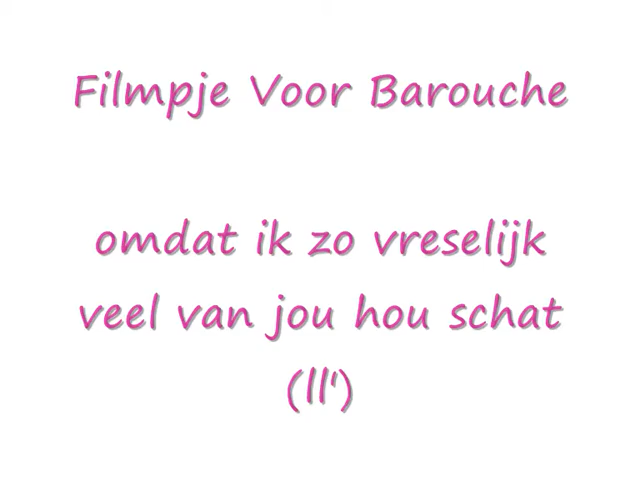 Filmpje Voor Barouche
omdat ik zo vreselijk
veel van jou hou schat
(ll')